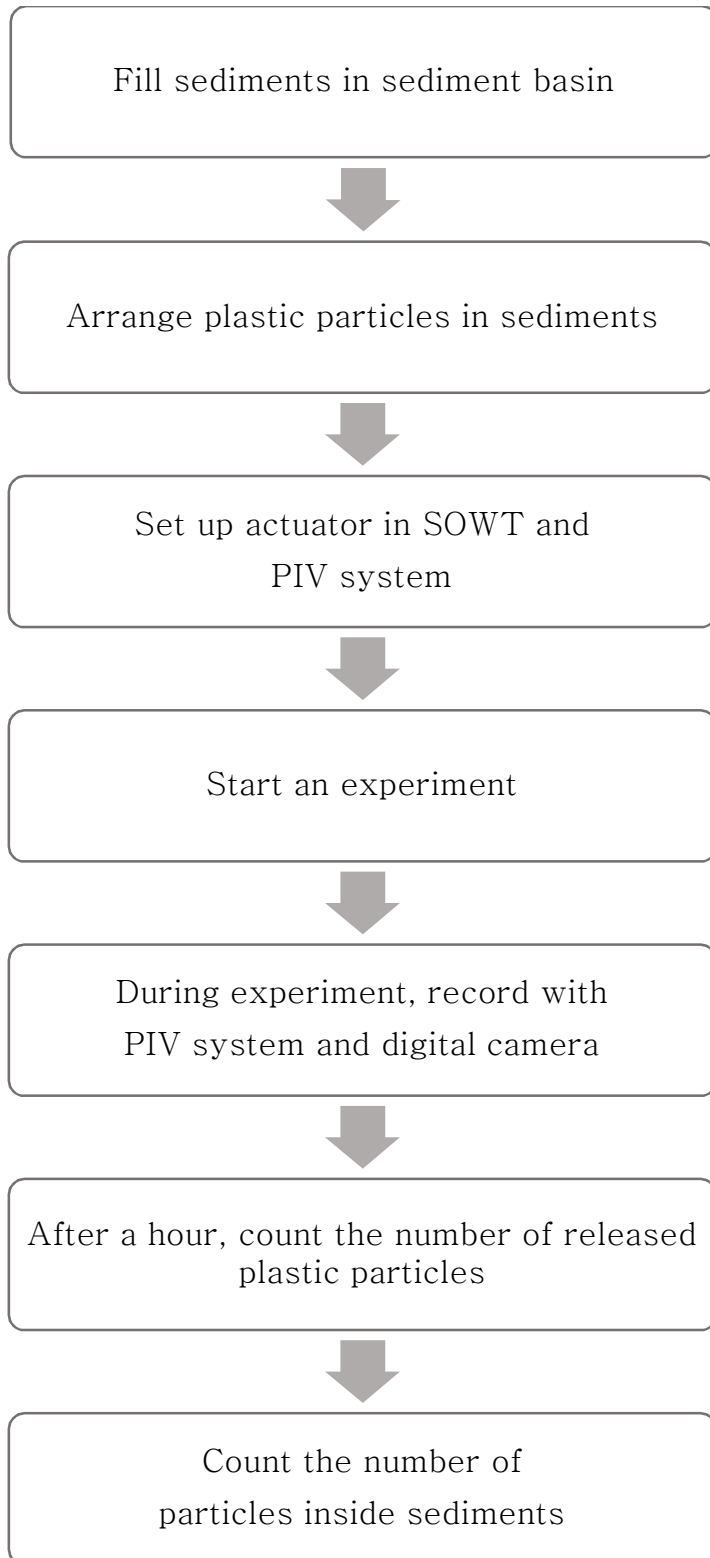 Fill sediments in sediment basin
Arrange plastic particles in sediments
Set up actuator in SOWT and
PIV system
Start an experiment
During experiment, record with
PIV system and digital camera
After a hour, count the number of released
plastic particles
Count the number of
particles inside sediments